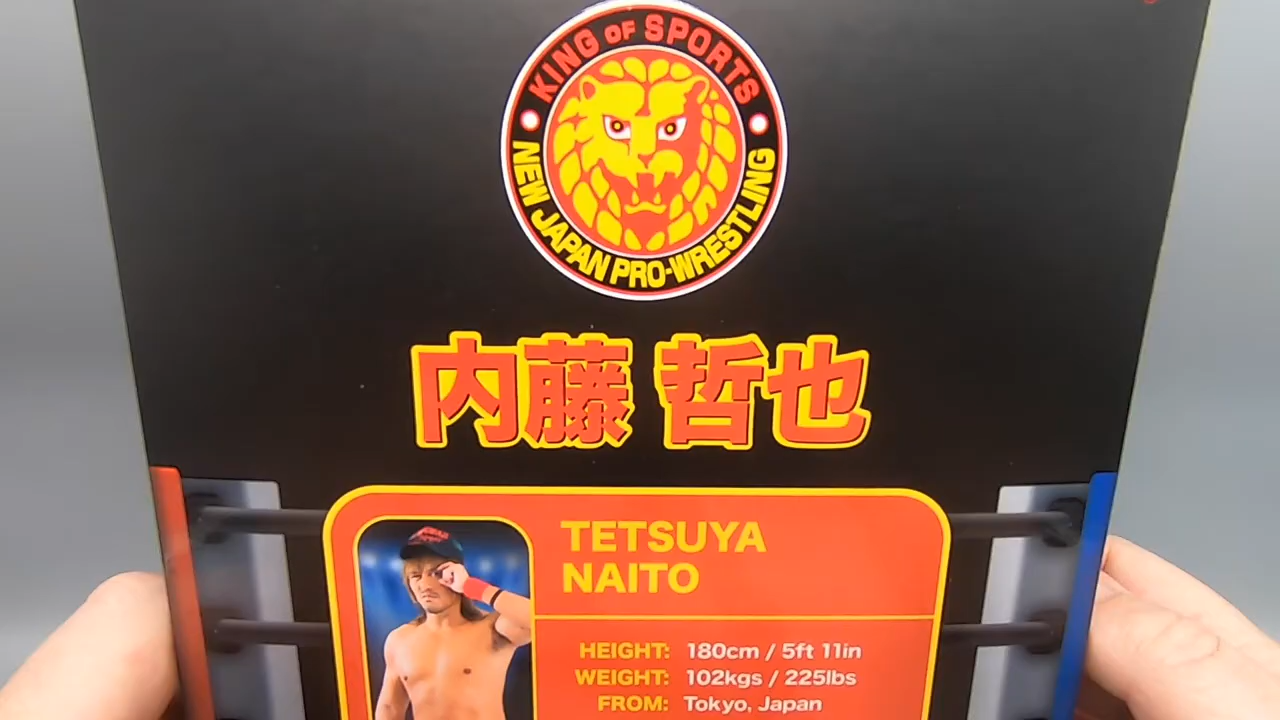 KING OF SPORTS
NEW JAPAN PRO-WRESTLING
内藤 哲也
TETSUYA
NAITO
HEIGHT: 180cm / 5ft 11in
WEIGHT: 102kgs / 225lbs
FROM: Tokyo, Japan